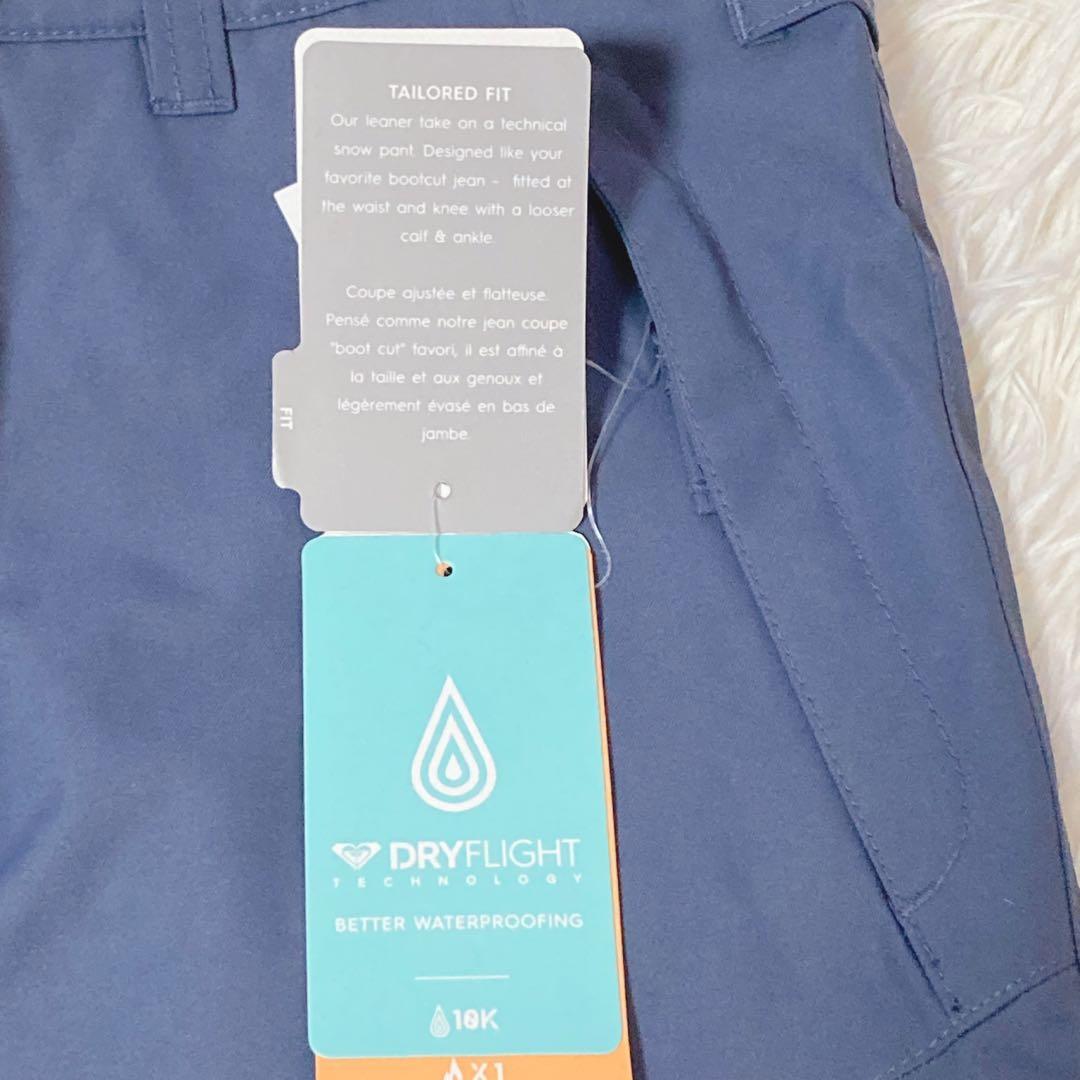 TAILORED FIT
Our leaner take on a technical
snow pant. Designed like your
favorite bootcut jean - fitted at
the waist and knee with a looser
calf & ankle.
Coupe ajustée et flatteuse.
Pensé comme notre jean coupe
"boot cut" favori, il est affiné à
la taille et aux genoux et
légèrement évasé en bas de
jambe.
FIT
DRYFLIGHT
TECHNOLOGY
BETTER WATERPROOFING
10K
X1